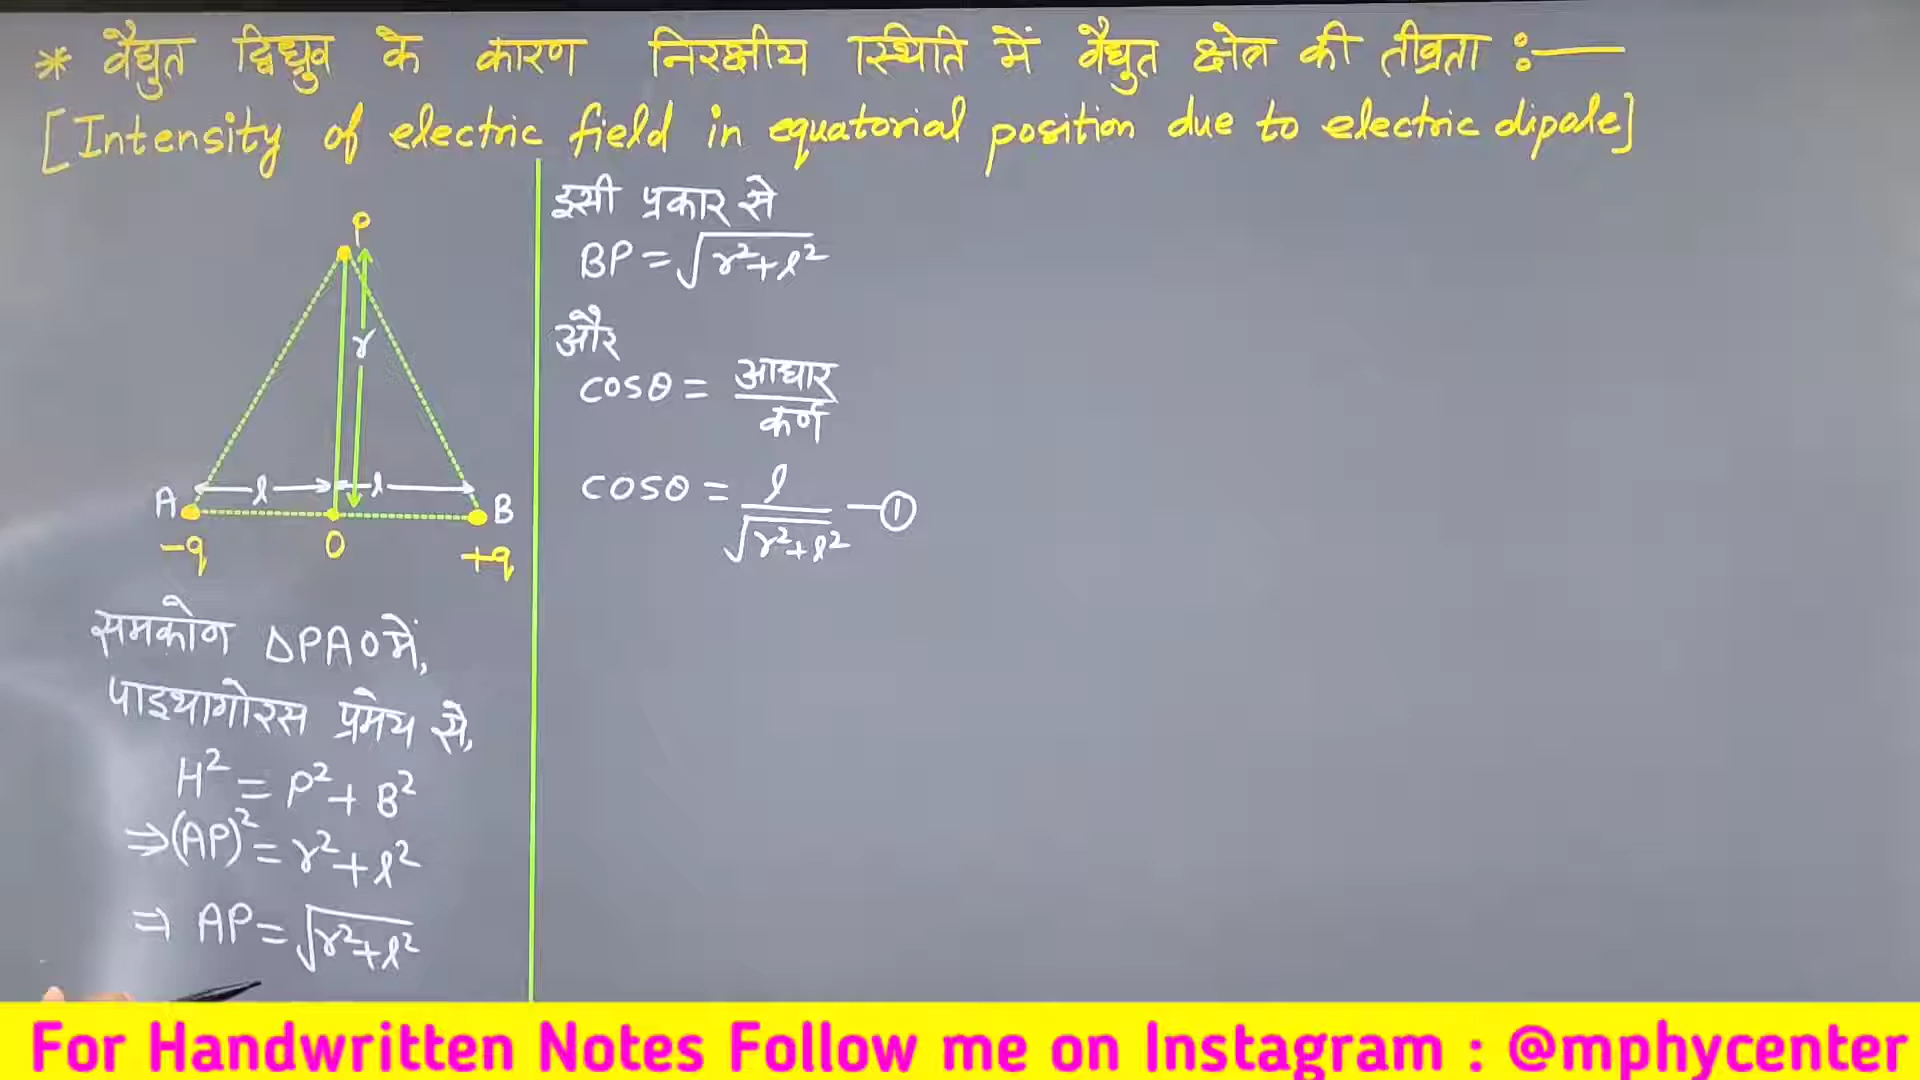 * वैद्युत द्विध्रुव के कारण निरक्षीय स्थिति में वैद्युत क्षेत्र की तीव्रता :—
[Intensity of electric field in equatorial position due to electric dipole]
P
r
l
l
A
B
-q
O
+q
समकोण ΔPAO में,
पाइथागोरस प्रमेय से,
H² = P² + B²
⇒ (AP)² = r² + l²
⇒ AP = √(r² + l²)
इसी प्रकार से
BP = √(r² + l²)
और
cosθ = आधार / कर्ण
cosθ = l / √(r² + l²) — ①
For Handwritten Notes Follow me on Instagram : @mphycenter